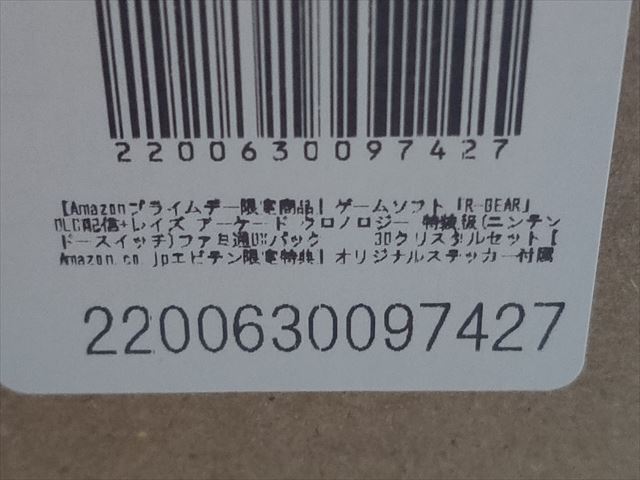 2200630097427
【Amazonプライムデー限定商品】 ゲームソフト 「R-GEAR」
DLC配信+レイズ アーケード クロノロジー 特装版(ニンテン
ドースイッチ)ファミ通DXパック 3Dクリスタルセット【
Amazon.co.jpエビテン限定特典】 オリジナルステッカー付属
2200630097427